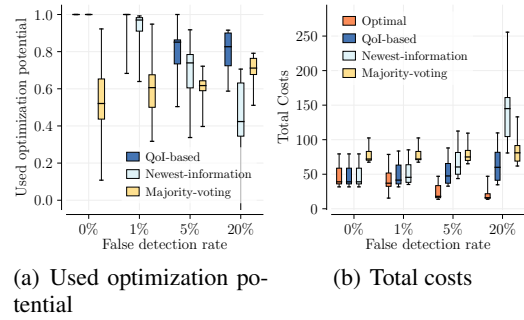 Used optimization potential
1.0
0.8
0.6
0.4
0.2
0.0
QoI-based
Newest-information
Majority-voting
0% 1% 5% 20%
False detection rate
(a) Used optimization po-
tential
Total Costs
250
200
150
100
50
0
Optimal
QoI-based
Newest-information
Majority-voting
0% 1% 5% 20%
False detection rate
(b) Total costs